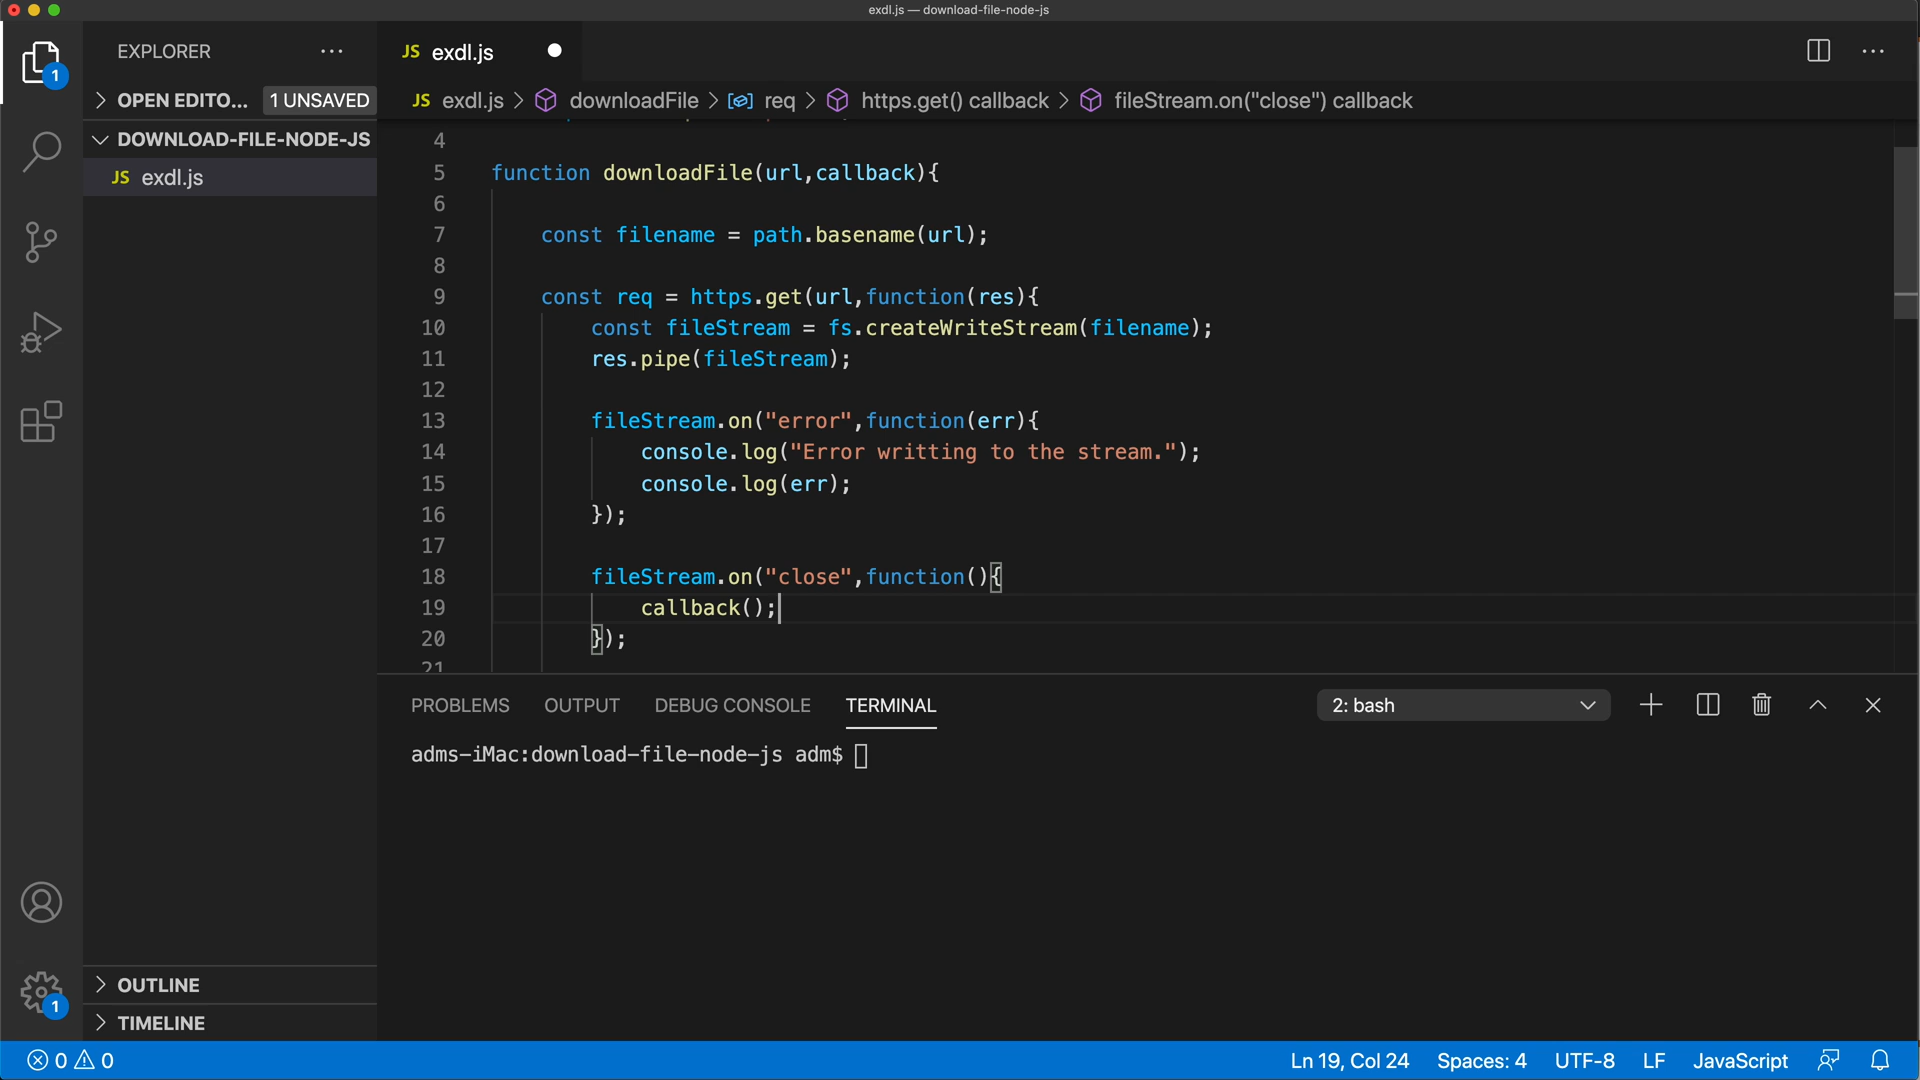 exdl.js — download-file-node-js
EXPLORER
JS exdl.js
1
OPEN EDITO... 1 UNSAVED
JS exdl.js > downloadFile > req > https.get() callback > fileStream.on("close") callback
DOWNLOAD-FILE-NODE-JS
JS exdl.js
4
5 function downloadFile(url,callback){
6
7 const filename = path.basename(url);
8
9 const req = https.get(url,function(res){
10 const fileStream = fs.createWriteStream(filename);
11 res.pipe(fileStream);
12
13 fileStream.on("error",function(err){
14 console.log("Error writting to the stream.");
15 console.log(err);
16 });
17
18 fileStream.on("close",function(){
19 callback();
20 });
21
PROBLEMS OUTPUT DEBUG CONSOLE TERMINAL 2: bash
adms-iMac:download-file-node-js adm$
OUTLINE
1
TIMELINE
0 0 Ln 19, Col 24 Spaces: 4 UTF-8 LF JavaScript